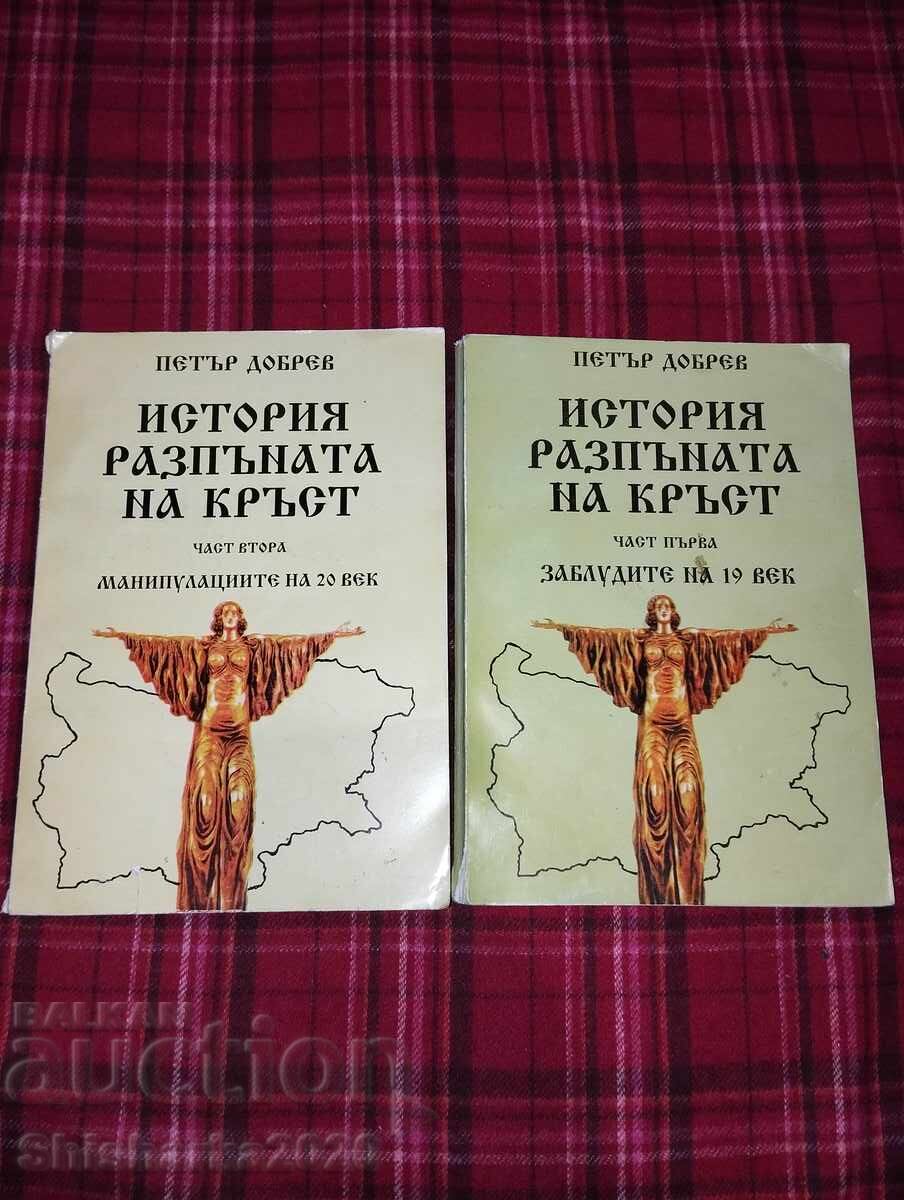 ПЕТЪР ДОБРЕВ
ИСТОРИЯ
РАЗПЪНАТА
НА КРЪСТ
ЧАСТ ВТОРА
МАНИПУЛАЦИИТЕ НА 20 ВЕК
ПЕТЪР ДОБРЕВ
ИСТОРИЯ
РАЗПЪНАТА
НА КРЪСТ
ЧАСТ ПЪРВА
ЗАБЛУДИТЕ НА 19 ВЕК
BALKAN
auction
Shisharka2020